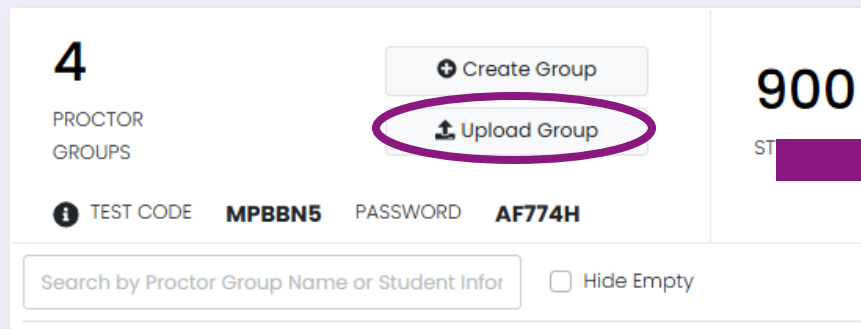 4
PROCTOR
GROUPS
Create Group
Upload Group
TEST CODE MPBBN5 PASSWORD AF774H
900
ST
Search by Proctor Group Name or Student Infor
Hide Empty